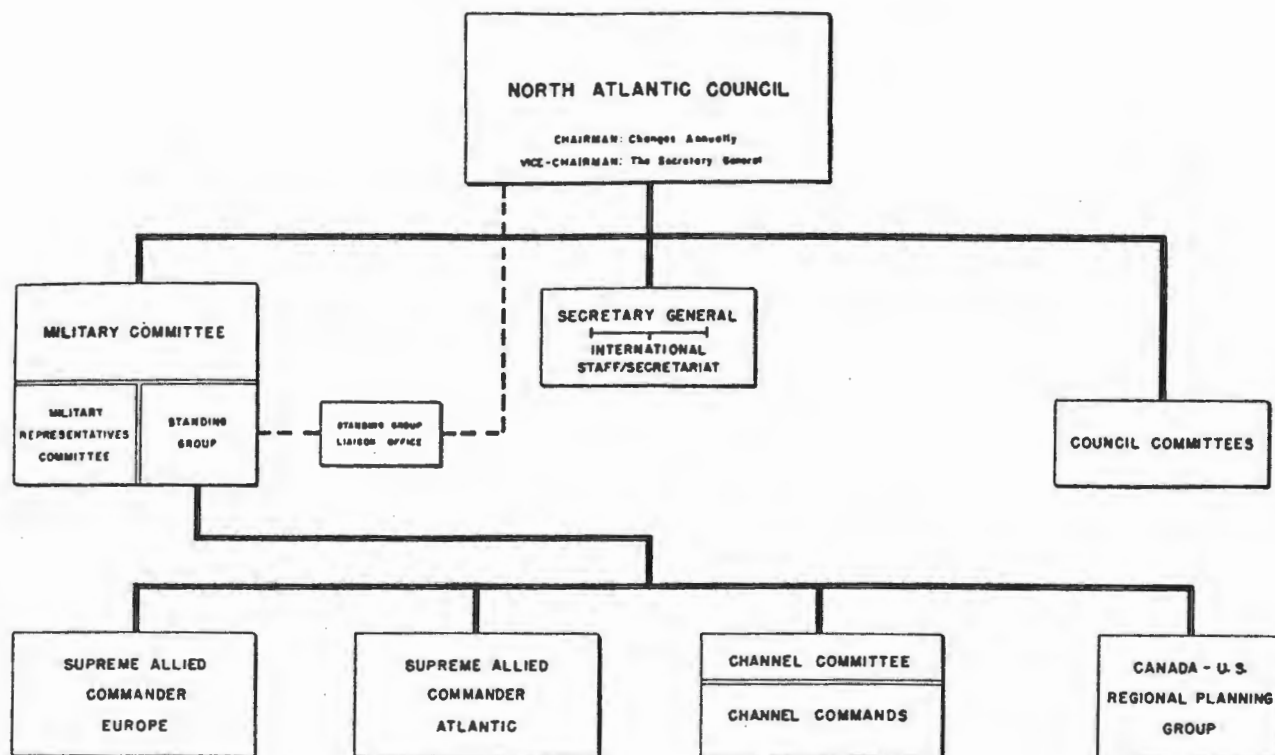 NORTH ATLANTIC COUNCIL
CHAIRMAN: Changes Annually
VICE-CHAIRMAN: The Secretary General
MILITARY COMMITTEE
MILITARY
REPRESENTATIVES
COMMITTEE
STANDING
GROUP
STANDING GROUP
LIAISON OFFICE
SECRETARY GENERAL
INTERNATIONAL
STAFF/SECRETARIAT
COUNCIL COMMITTEES
SUPREME ALLIED
COMMANDER
EUROPE
SUPREME ALLIED
COMMANDER
ATLANTIC
CHANNEL COMMITTEE
CHANNEL COMMANDS
CANADA - U.S.
REGIONAL PLANNING
GROUP